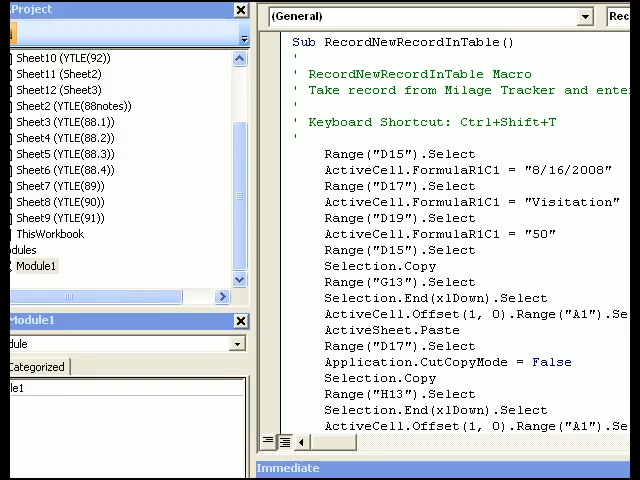 Project
Sheet10 (YTLE(92))
Sheet11 (Sheet2)
Sheet12 (Sheet3)
Sheet2 (YTLE(88notes))
Sheet3 (YTLE(88.1))
Sheet4 (YTLE(88.2))
Sheet5 (YTLE(88.3))
Sheet6 (YTLE(88.4))
Sheet7 (YTLE(89))
Sheet8 (YTLE(90))
Sheet9 (YTLE(91))
ThisWorkbook
odules
Module1
Module1
dule
Categorized
le1
(General)
Rec
Sub RecordNewRecordInTable()
'
' RecordNewRecordInTable Macro
' Take record from Milage Tracker and ente
'
' Keyboard Shortcut: Ctrl+Shift+T
'
Range("D15").Select
ActiveCell.FormulaR1C1 = "8/16/2008"
Range("D17").Select
ActiveCell.FormulaR1C1 = "Visitation"
Range("D19").Select
ActiveCell.FormulaR1C1 = "50"
Range("D15").Select
Selection.Copy
Range("G13").Select
Selection.End(xlDown).Select
ActiveCell.Offset(1, 0).Range("A1").Se
ActiveSheet.Paste
Range("D17").Select
Application.CutCopyMode = False
Selection.Copy
Range("H13").Select
Selection.End(xlDown).Select
ActiveCell.Offset(1, 0).Range("A1").Se
Immediate